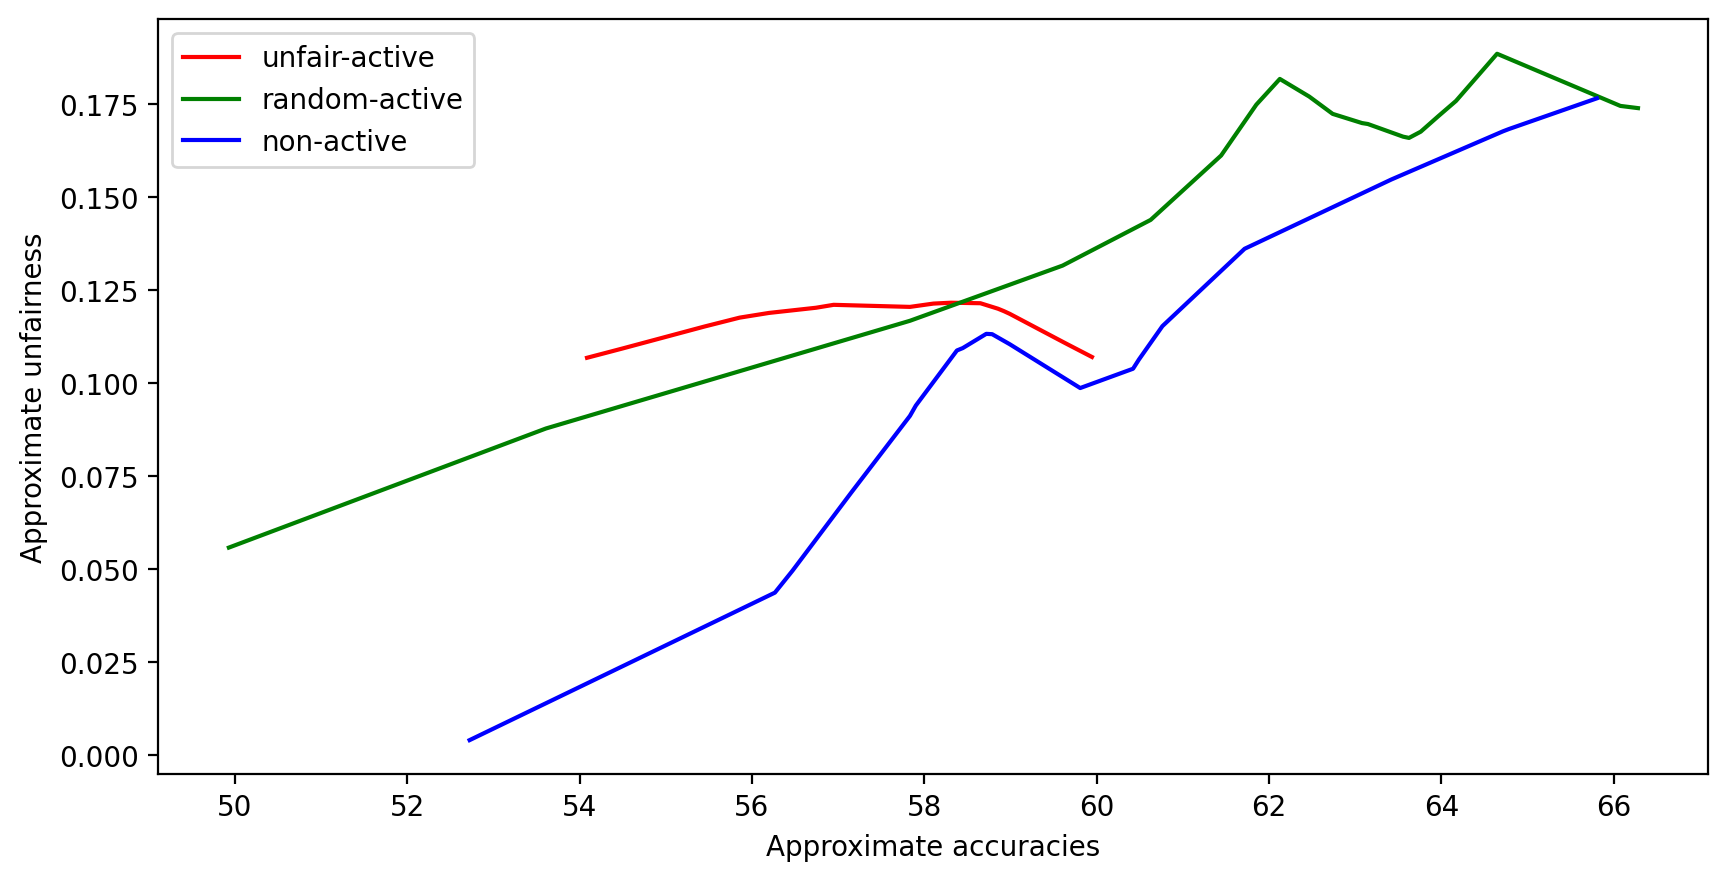 unfair-active
random-active
non-active
Approximate unfairness
0.175
0.150
0.125
0.100
0.075
0.050
0.025
0.000
50 52 54 56 58 60 62 64 66
Approximate accuracies